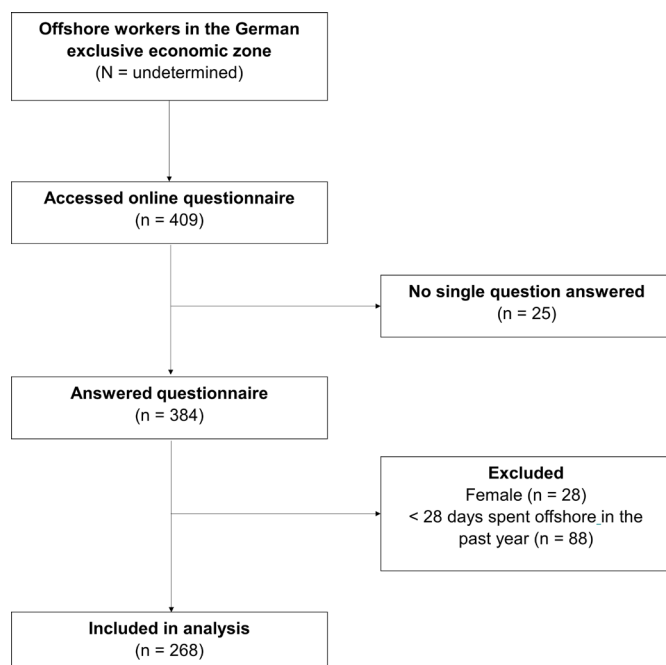 Offshore workers in the German
exclusive economic zone
(N = undetermined)
Accessed online questionnaire
(n = 409)
No single question answered
(n = 25)
Answered questionnaire
(n = 384)
Excluded
Female (n = 28)
< 28 days spent offshore in the
past year (n = 88)
Included in analysis
(n = 268)